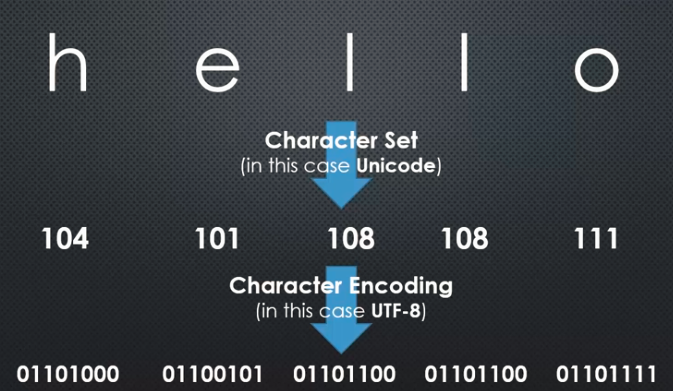 h e l l o
Character Set
(in this case Unicode)
104 101 108 108 111
Character Encoding
(in this case UTF-8)
01101000 01100101 01101100 01101100 01101111